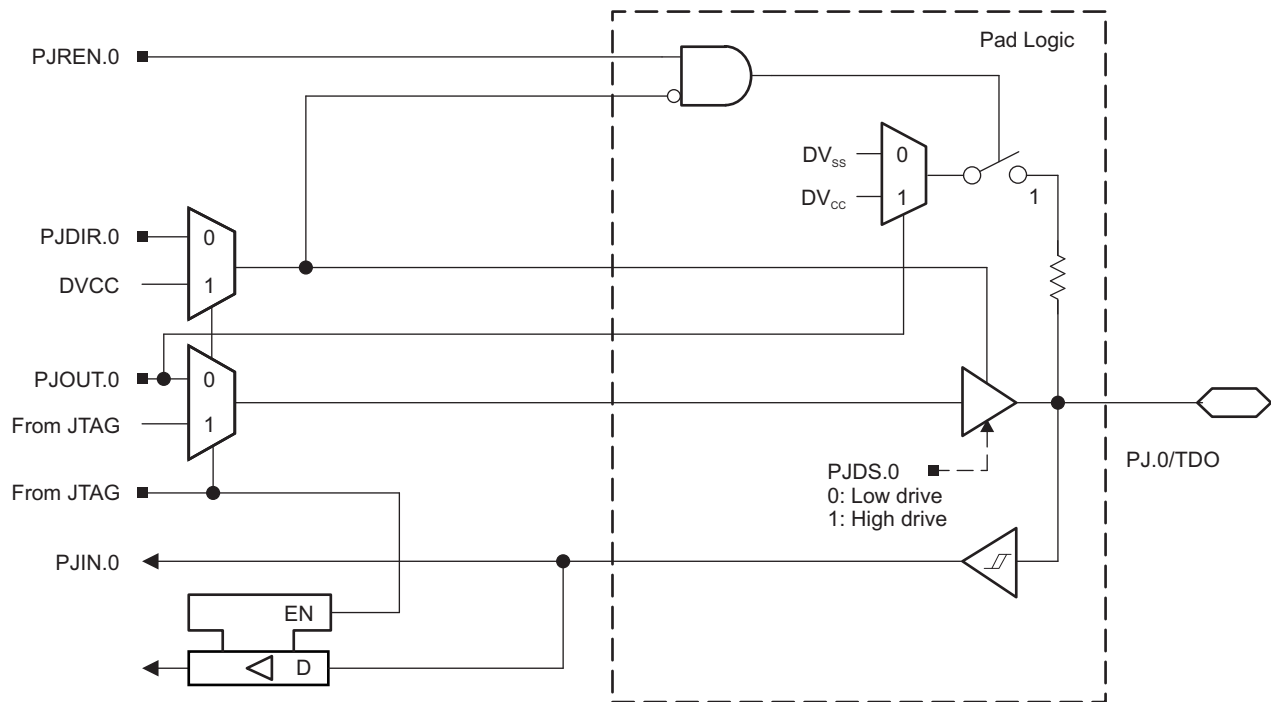 Pad Logic
PJREN.0
DVSS
0
DVCC
1
1
PJDIR.0
0
DVCC
1
PJOUT.0
0
From JTAG
1
PJDS.0
0: Low drive
1: High drive
PJ.0/TDO
From JTAG
PJIN.0
EN
D